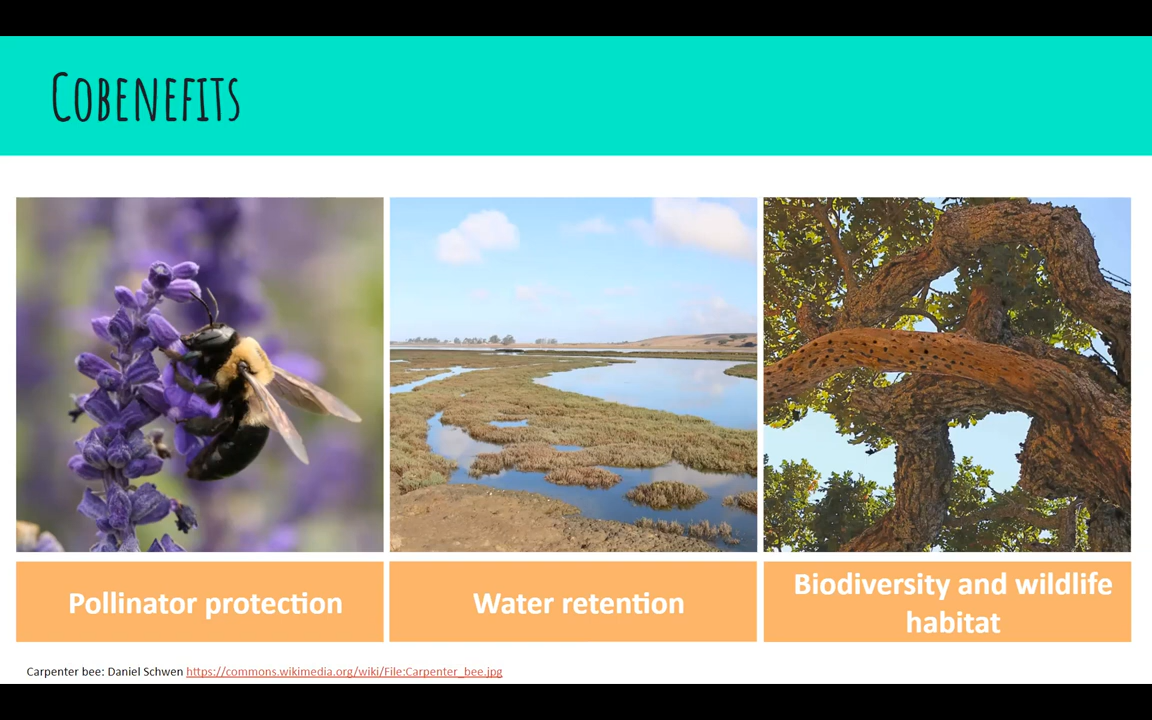 Cobenefits
Pollinator protection
Water retention
Biodiversity and wildlife
habitat
Carpenter bee: Daniel Schwen https://commons.wikimedia.org/wiki/File:Carpenter_bee.jpg